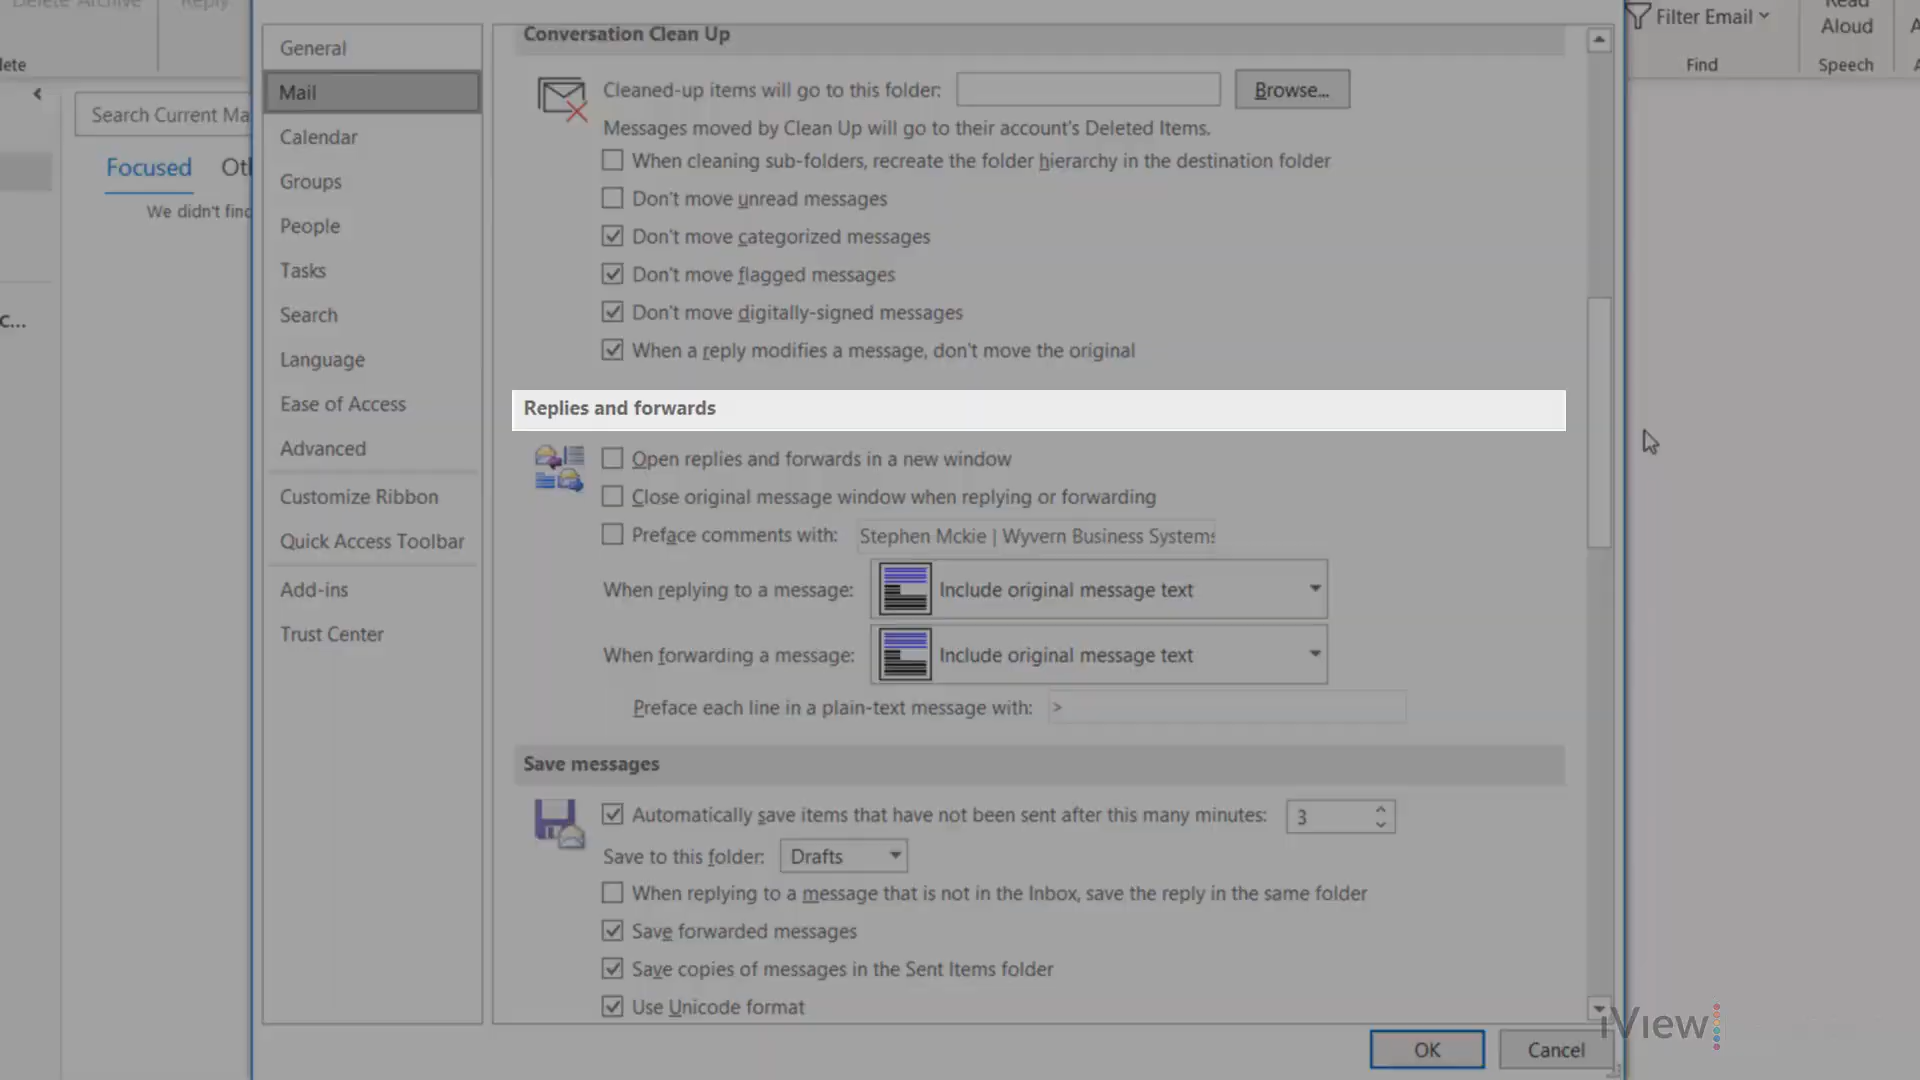 Delete Archive
Reply
lete
Filter Email
Find
Read
Aloud
Speech
Search Current Ma
Focused
Oth
We didn't find
c...
General
Mail
Calendar
Groups
People
Tasks
Search
Language
Ease of Access
Advanced
Customize Ribbon
Quick Access Toolbar
Add-ins
Trust Center
Conversation Clean Up
Cleaned-up items will go to this folder:
Browse...
Messages moved by Clean Up will go to their account's Deleted Items.
When cleaning sub-folders, recreate the folder hierarchy in the destination folder
Don't move unread messages
Don't move categorized messages
Don't move flagged messages
Don't move digitally-signed messages
When a reply modifies a message, don't move the original
Replies and forwards
Open replies and forwards in a new window
Close original message window when replying or forwarding
Preface comments with: Stephen Mckie | Wyvern Business Systems
When replying to a message: Include original message text
When forwarding a message: Include original message text
Preface each line in a plain-text message with: >
Save messages
Automatically save items that have not been sent after this many minutes: 3
Save to this folder: Drafts
When replying to a message that is not in the Inbox, save the reply in the same folder
Save forwarded messages
Save copies of messages in the Sent Items folder
Use Unicode format
OK
Cancel
iView